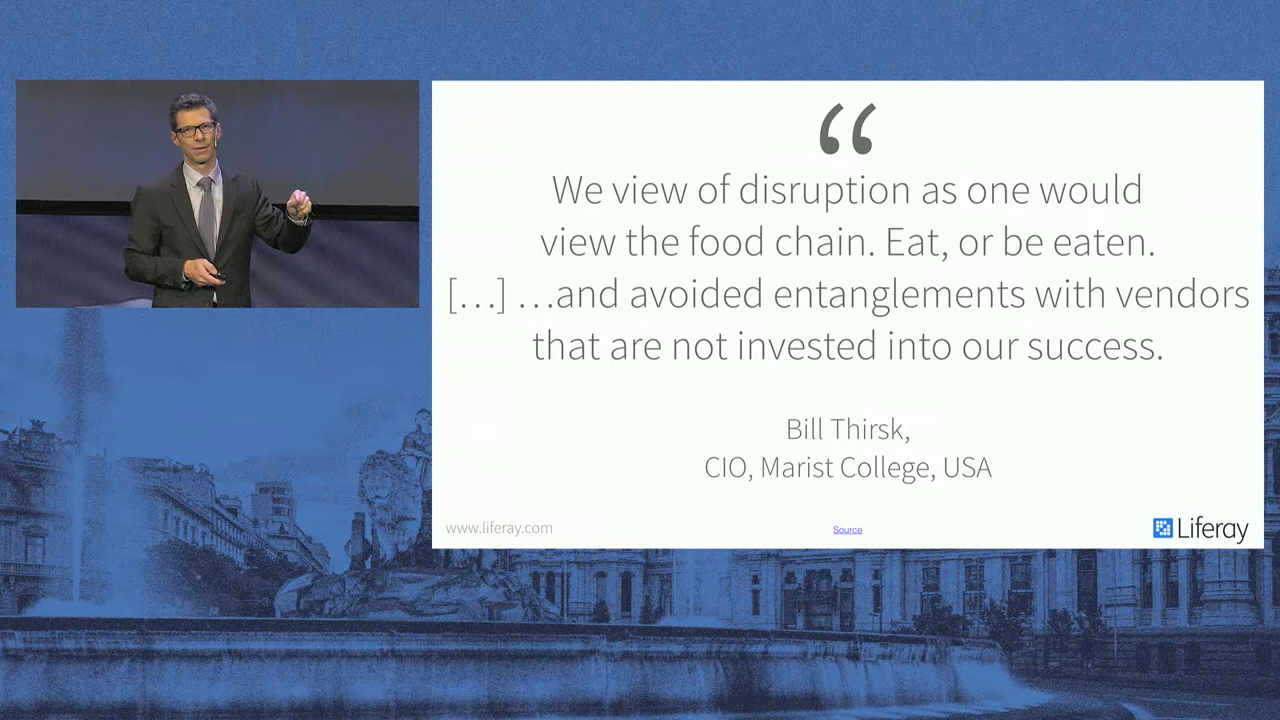 “
We view of disruption as one would
view the food chain. Eat, or be eaten.
[…] …and avoided entanglements with vendors
that are not invested into our success.
Bill Thirsk,
CIO, Marist College, USA
www.liferay.com
Source
Liferay